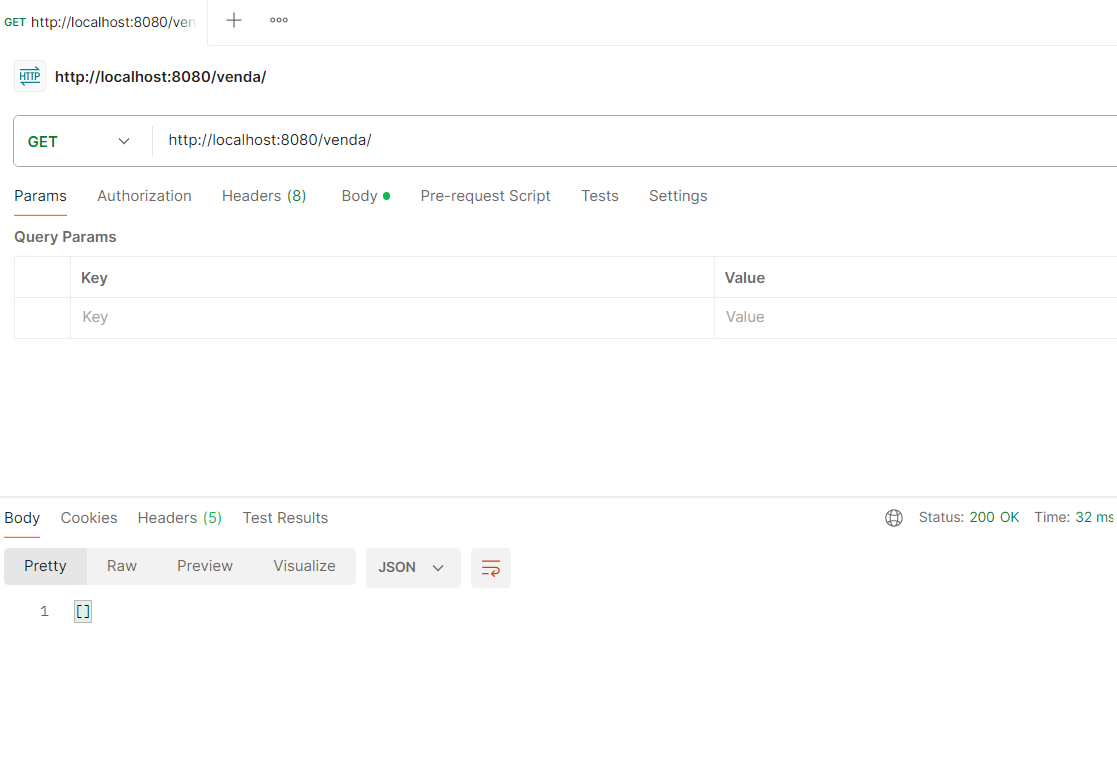 GET http://localhost:8080/ven
HTTP http://localhost:8080/venda/
GET http://localhost:8080/venda/
Params Authorization Headers (8) Body Pre-request Script Tests Settings
Query Params
Key Value
Key Value
Body Cookies Headers (5) Test Results Status: 200 OK Time: 32 ms
Pretty Raw Preview Visualize JSON
1 []